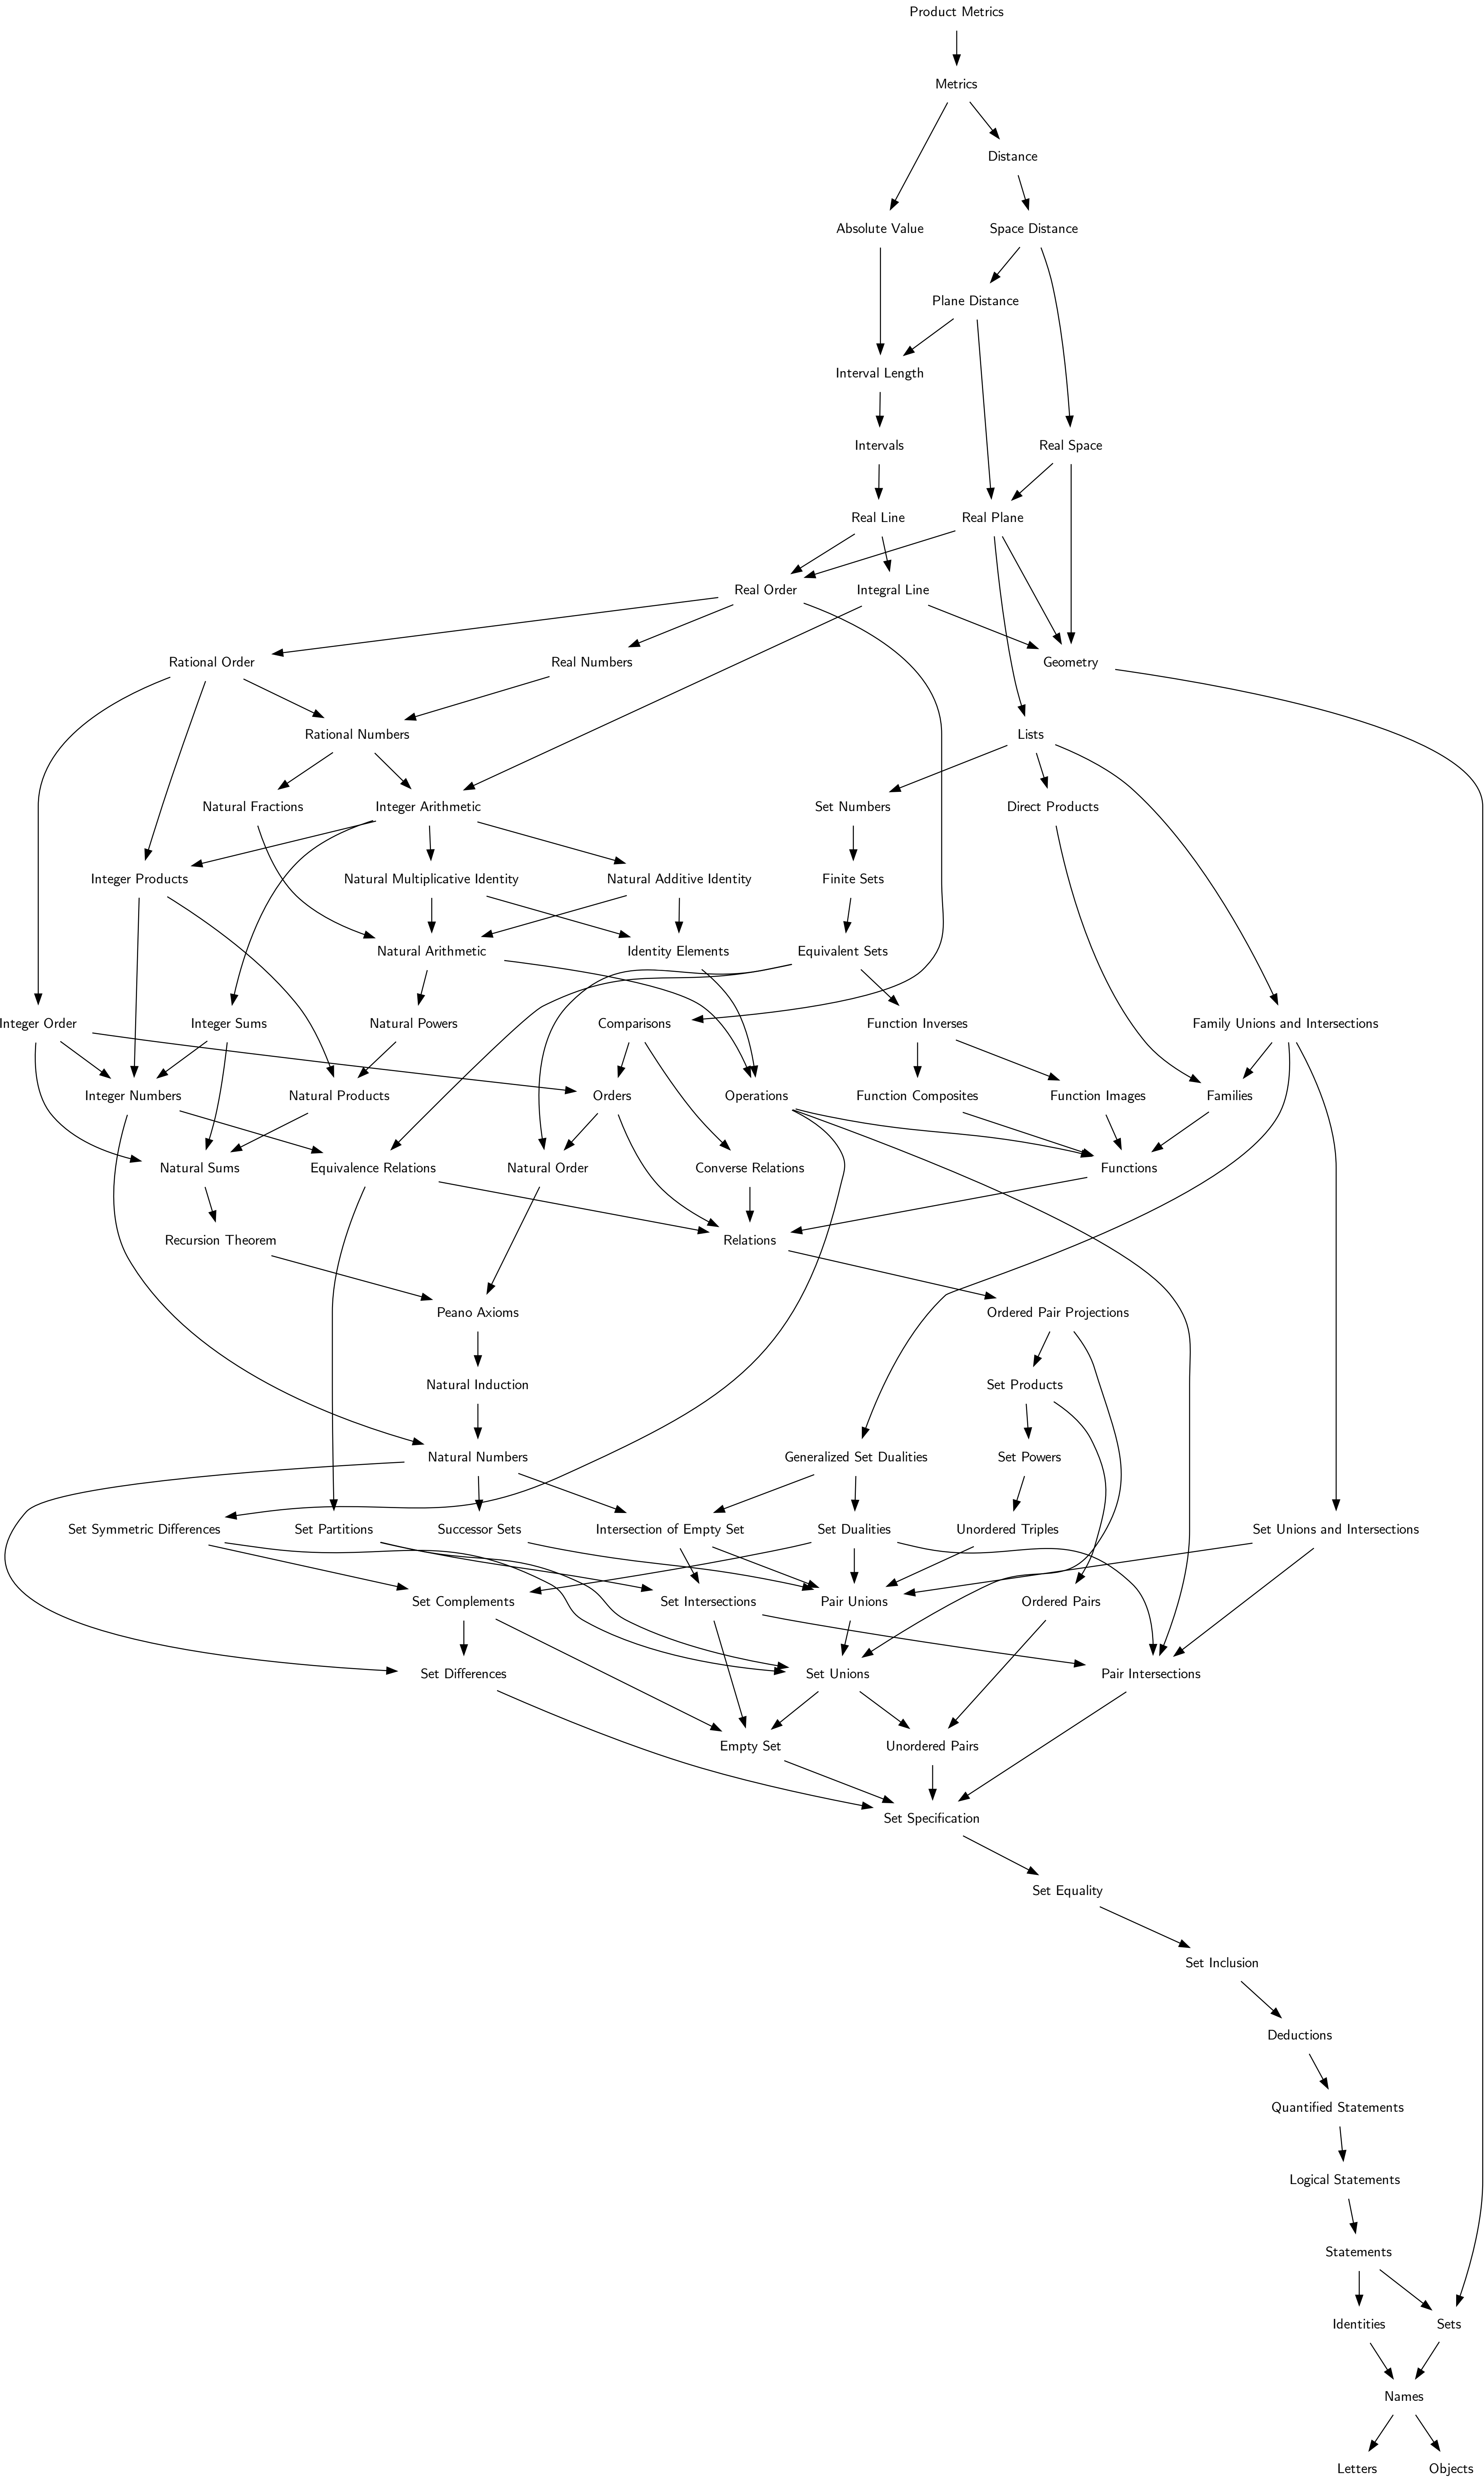 Product Metrics
Metrics
Distance
Absolute Value
Space Distance
Plane Distance
Interval Length
Intervals
Real Space
Real Line
Real Plane
Real Order
Integral Line
Rational Order
Real Numbers
Geometry
Rational Numbers
Lists
Natural Fractions
Integer Arithmetic
Set Numbers
Direct Products
Integer Products
Natural Multiplicative Identity
Natural Additive Identity
Finite Sets
Natural Arithmetic
Identity Elements
Equivalent Sets
Integer Order
Integer Sums
Natural Powers
Comparisons
Function Inverses
Family Unions and Intersections
Integer Numbers
Natural Products
Orders
Operations
Function Composites
Function Images
Families
Natural Sums
Equivalence Relations
Natural Order
Converse Relations
Functions
Recursion Theorem
Relations
Peano Axioms
Ordered Pair Projections
Natural Induction
Set Products
Natural Numbers
Generalized Set Dualities
Set Powers
Set Symmetric Differences
Set Partitions
Successor Sets
Intersection of Empty Set
Set Dualities
Unordered Triples
Set Unions and Intersections
Set Complements
Set Intersections
Pair Unions
Ordered Pairs
Set Differences
Set Unions
Pair Intersections
Empty Set
Unordered Pairs
Set Specification
Set Equality
Set Inclusion
Deductions
Quantified Statements
Logical Statements
Statements
Identities
Sets
Names
Letters
Objects